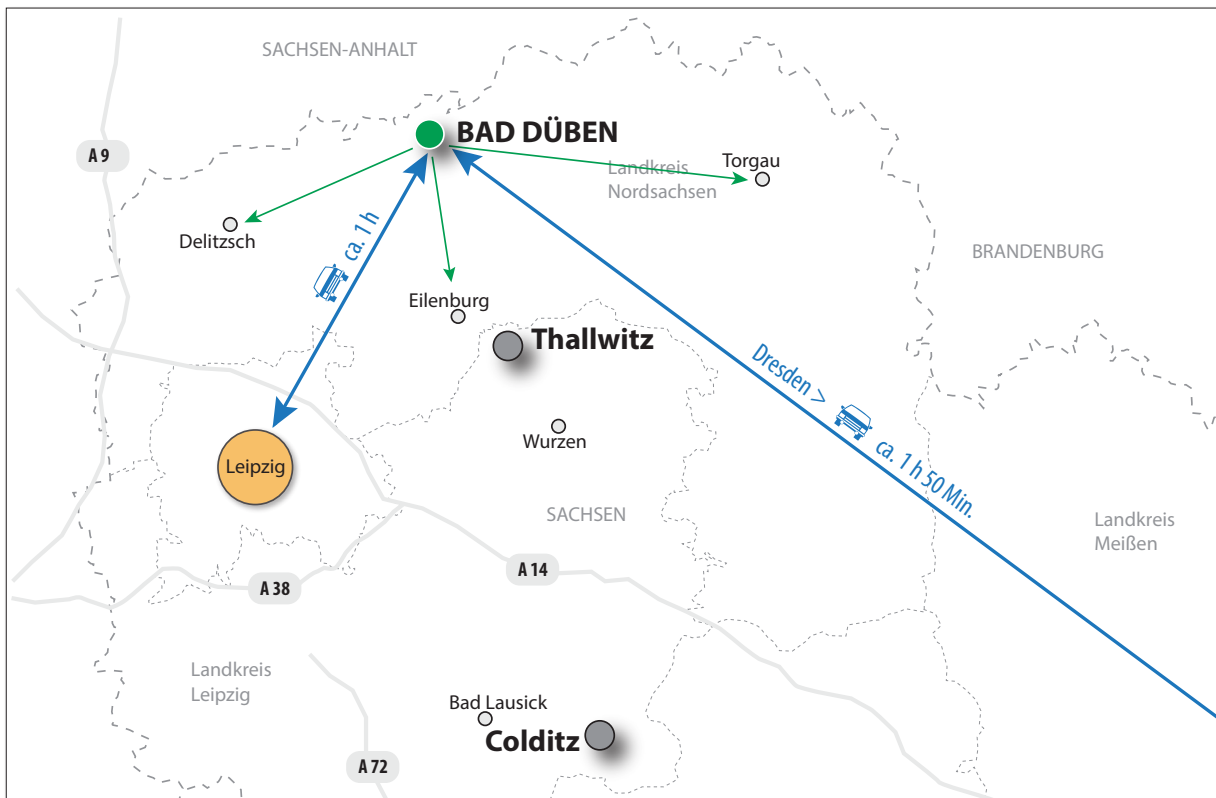 SACHSEN-ANHALT
BAD DÜBEN
A 9
Landkreis
Nordsachsen
Torgau
Delitzsch
ca. 1 h
BRANDENBURG
Eilenburg
Thallwitz
Dresden >
ca. 1 h 50 Min.
Wurzen
Leipzig
SACHSEN
Landkreis
Meißen
A 14
A 38
Landkreis
Leipzig
Bad Lausick
Colditz
A 72